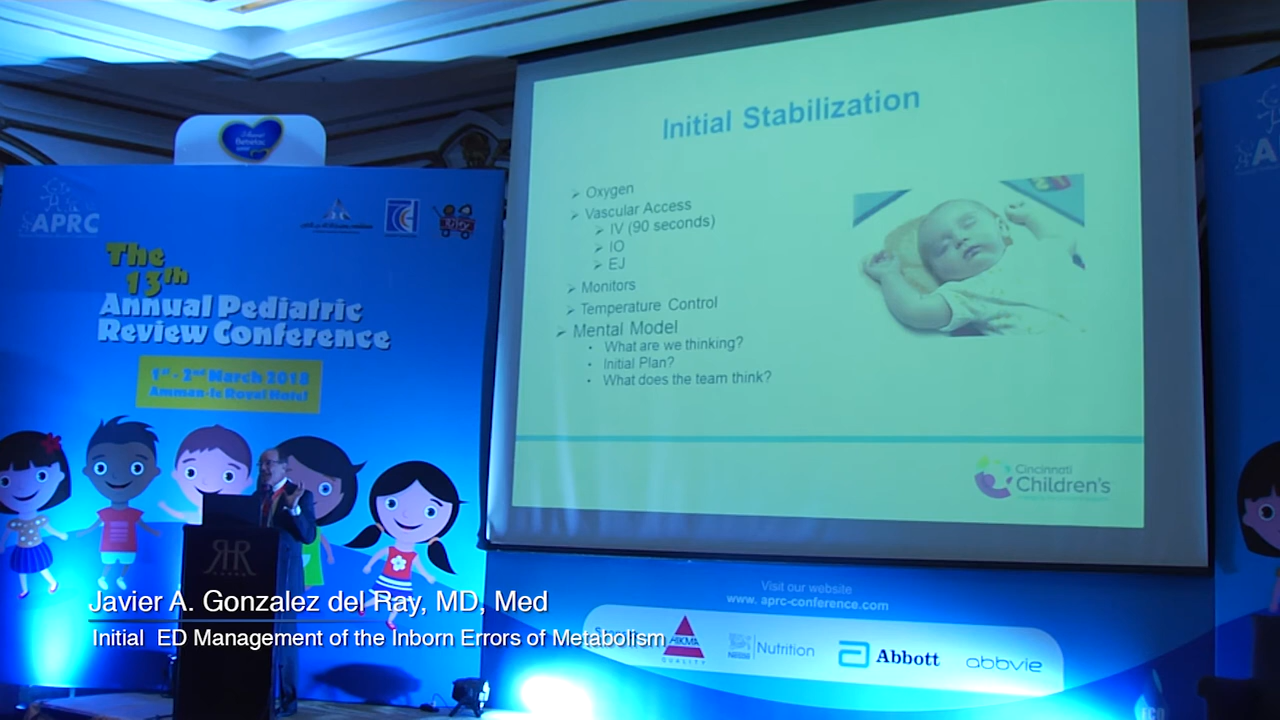 Initial Stabilization
Oxygen
Vascular Access
IV (90 seconds)
IO
EJ
Monitors
Temperature Control
Mental Model
What are we thinking?
Initial Plan?
What does the team think?
Cincinnati
Children's
APRC
The
13th
Annual Pediatric
Review Conference
1st - 2nd March 2018
Amman-le Royal Hotel
RHR
Javier A. Gonzalez del Ray, MD, Med
Initial ED Management of the Inborn Errors of Metabolism
Visit our website
www. aprc-conference.com
HIKMA
QUALITY
Nestlé Nutrition
Abbott
abbvie